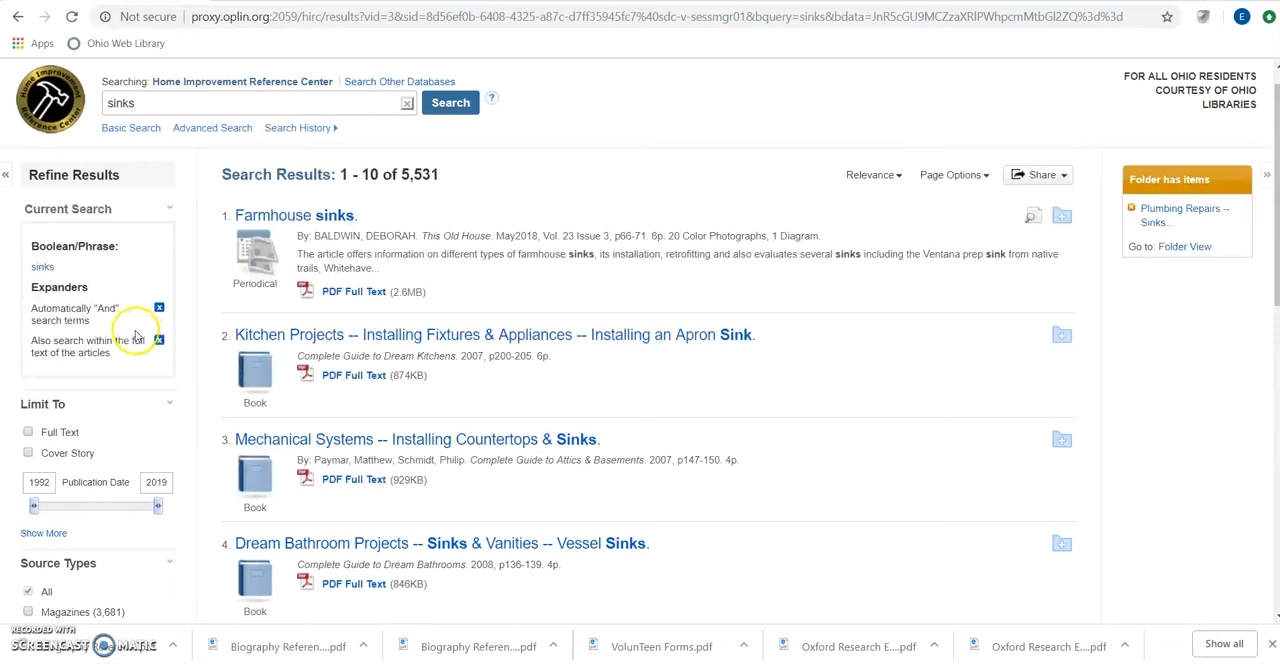 Not secure | proxy.oplin.org:2059/hirc/results?vid=3&sid=8d56ef0b-6408-4325-a87c-d7ff35945fc7%40sdc-v-sessmgr01&bquery=sinks&bdata=JnR5cGU9MCZzaXRlPWhpcmMtbGl2ZQ%3d%3d
E
Apps Ohio Web Library
Searching: Home Improvement Reference Center | Search Other Databases
sinks
Search
?
Basic Search Advanced Search Search History
FOR ALL OHIO RESIDENTS
COURTESY OF OHIO
LIBRARIES
Refine Results
Current Search
Boolean/Phrase:
sinks
Expanders
Automatically "And"
search terms
Also search within the full
text of the articles
Limit To
Full Text
Cover Story
1992 Publication Date 2019
Show More
Source Types
All
Magazines (3,681)
Search Results: 1 - 10 of 5,531
Relevance Page Options Share
1. Farmhouse sinks.
By: BALDWIN, DEBORAH. This Old House. May2018, Vol. 23 Issue 3, p66-71. 6p. 20 Color Photographs, 1 Diagram.
The article offers information on different types of farmhouse sinks, its installation, retrofitting and also evaluates several sinks including the Ventana prep sink from native
trails, Whitehave...
Periodical
PDF Full Text (2.6MB)
2. Kitchen Projects -- Installing Fixtures & Appliances -- Installing an Apron Sink.
Complete Guide to Dream Kitchens. 2007, p200-205. 6p.
PDF Full Text (874KB)
Book
3. Mechanical Systems -- Installing Countertops & Sinks.
By: Paymar, Matthew, Schmidt, Philip. Complete Guide to Attics & Basements. 2007, p147-150. 4p.
PDF Full Text (929KB)
Book
4. Dream Bathroom Projects -- Sinks & Vanities -- Vessel Sinks.
Complete Guide to Dream Bathrooms. 2008, p136-139. 4p.
PDF Full Text (846KB)
Book
Folder has items
Plumbing Repairs --
Sinks...
Go to: Folder View
RECORDED WITH
SCREENCAST MATIC
Biography Referen....pdf
Biography Referen....pdf
VolunTeen Forms.pdf
Oxford Research E....pdf
Oxford Research E....pdf
Show all